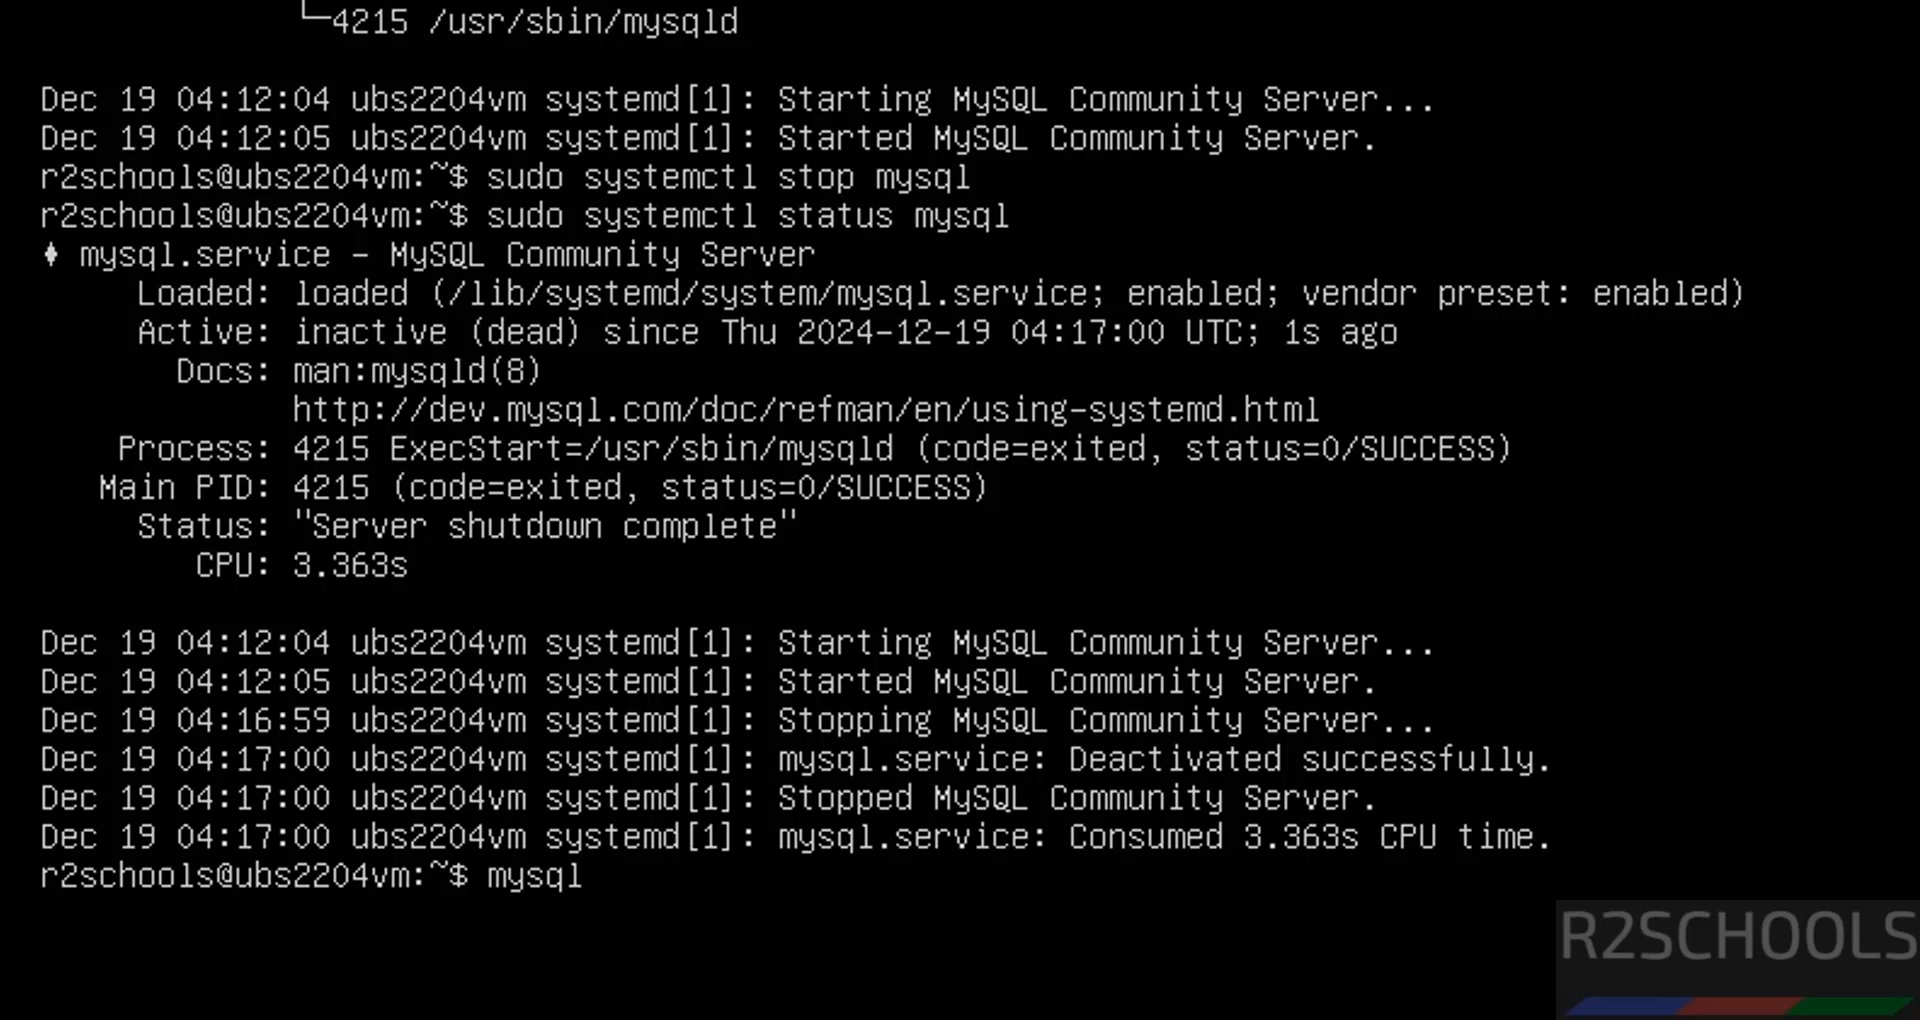 └─4215 /usr/sbin/mysqld
Dec 19 04:12:04 ubs2204vm systemd[1]: Starting MySQL Community Server...
Dec 19 04:12:05 ubs2204vm systemd[1]: Started MySQL Community Server.
r2schools@ubs2204vm:~$ sudo systemctl stop mysql
r2schools@ubs2204vm:~$ sudo systemctl status mysql
♦ mysql.service - MySQL Community Server
Loaded: loaded (/lib/systemd/system/mysql.service; enabled; vendor preset: enabled)
Active: inactive (dead) since Thu 2024-12-19 04:17:00 UTC; 1s ago
Docs: man:mysqld(8)
http://dev.mysql.com/doc/refman/en/using-systemd.html
Process: 4215 ExecStart=/usr/sbin/mysqld (code=exited, status=0/SUCCESS)
Main PID: 4215 (code=exited, status=0/SUCCESS)
Status: "Server shutdown complete"
CPU: 3.363s
Dec 19 04:12:04 ubs2204vm systemd[1]: Starting MySQL Community Server...
Dec 19 04:12:05 ubs2204vm systemd[1]: Started MySQL Community Server.
Dec 19 04:16:59 ubs2204vm systemd[1]: Stopping MySQL Community Server...
Dec 19 04:17:00 ubs2204vm systemd[1]: mysql.service: Deactivated successfully.
Dec 19 04:17:00 ubs2204vm systemd[1]: Stopped MySQL Community Server.
Dec 19 04:17:00 ubs2204vm systemd[1]: mysql.service: Consumed 3.363s CPU time.
r2schools@ubs2204vm:~$ mysql
R2SCHOOLS